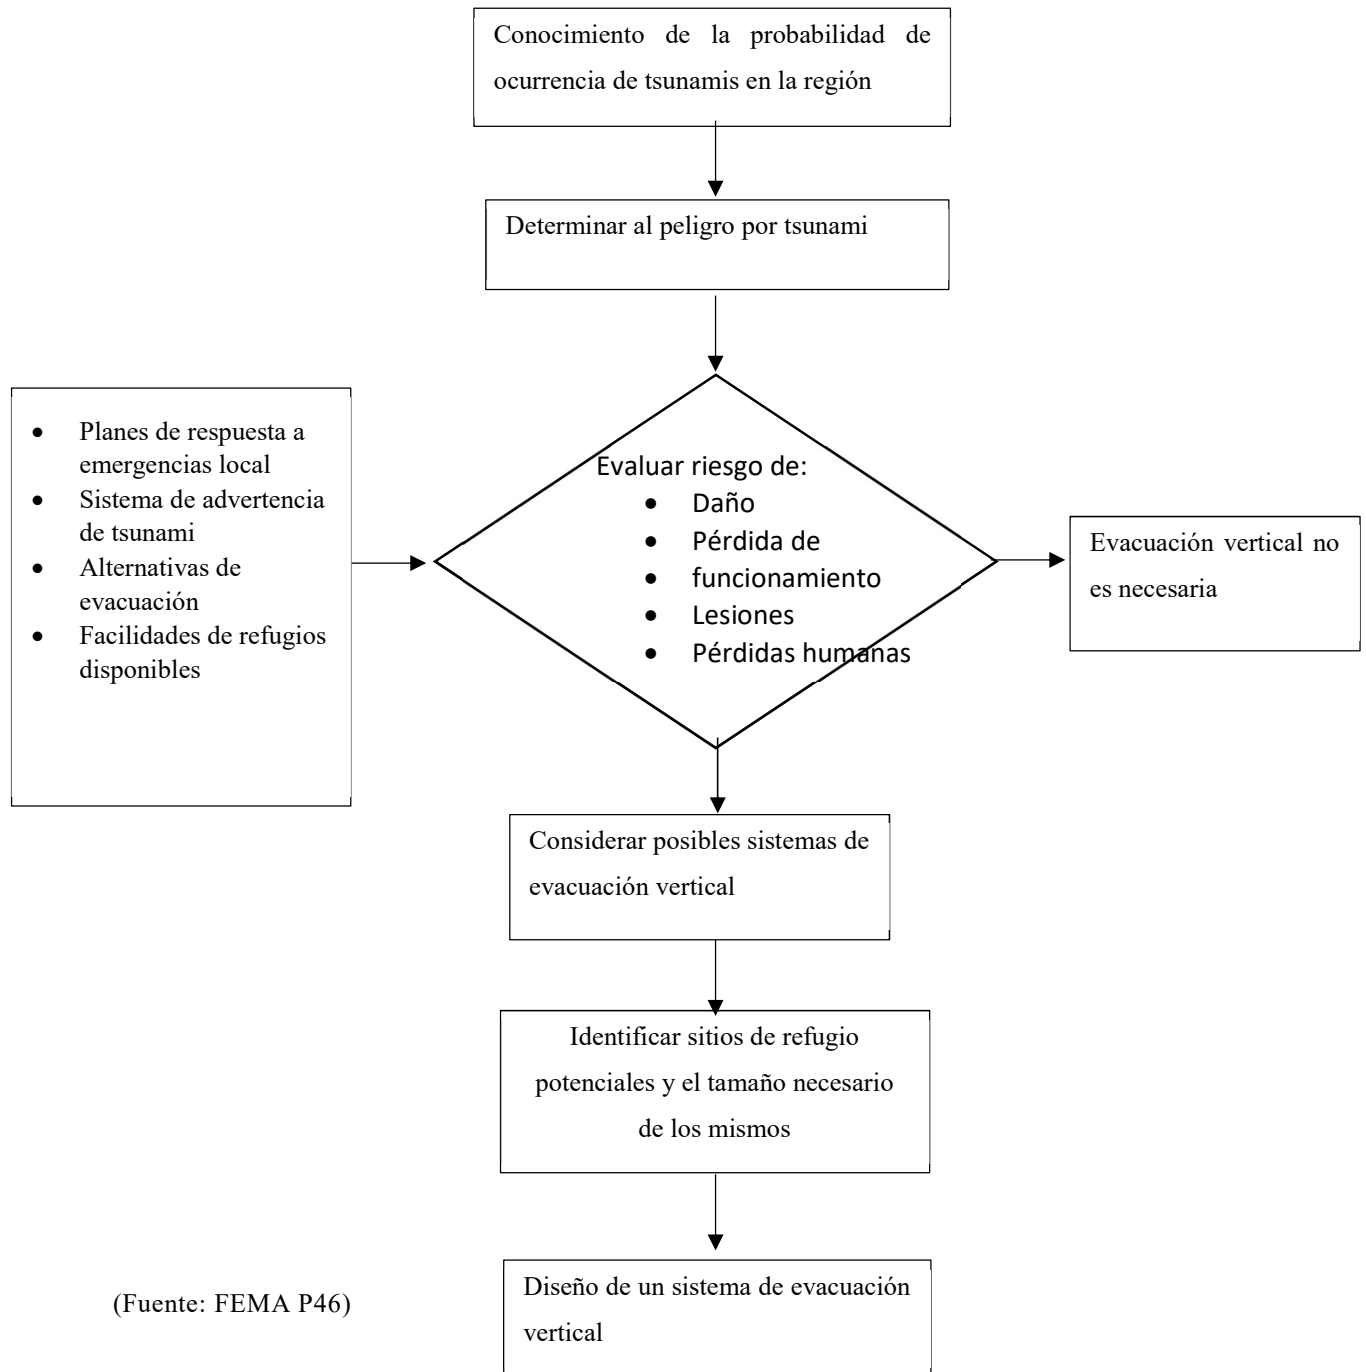 Conocimiento de la probabilidad de
ocurrencia de tsunamis en la región
Determinar al peligro por tsunami
• Planes de respuesta a
emergencias local
• Sistema de advertencia
de tsunami
• Alternativas de
evacuación
• Facilidades de refugios
disponibles
Evaluar riesgo de:
• Daño
• Pérdida de
• funcionamiento
• Lesiones
• Pérdidas humanas
Evacuación vertical no
es necesaria
Considerar posibles sistemas de
evacuación vertical
Identificar sitios de refugio
potenciales y el tamaño necesario
de los mismos
Diseño de un sistema de evacuación
vertical
(Fuente: FEMA P46)